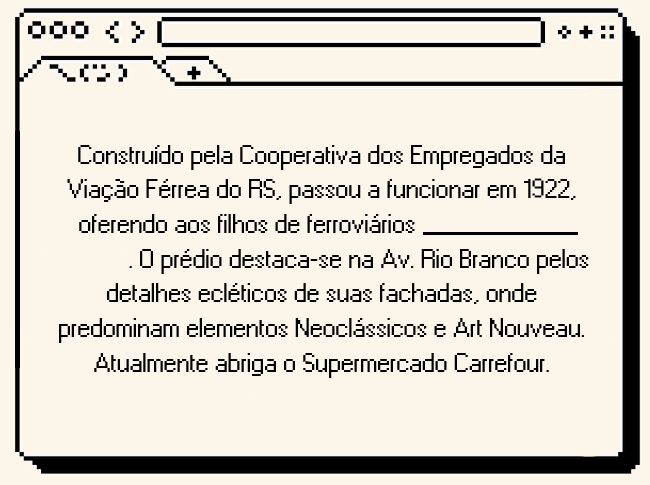 Construído pela Cooperativa dos Empregados da
Viação Férrea do RS, passou a funcionar em 1922,
oferendo aos filhos de ferroviários ____________
. O prédio destaca-se na Av. Rio Branco pelos
detalhes ecléticos de suas fachadas, onde
predominam elementos Neoclássicos e Art Nouveau.
Atualmente abriga o Supermercado Carrefour.